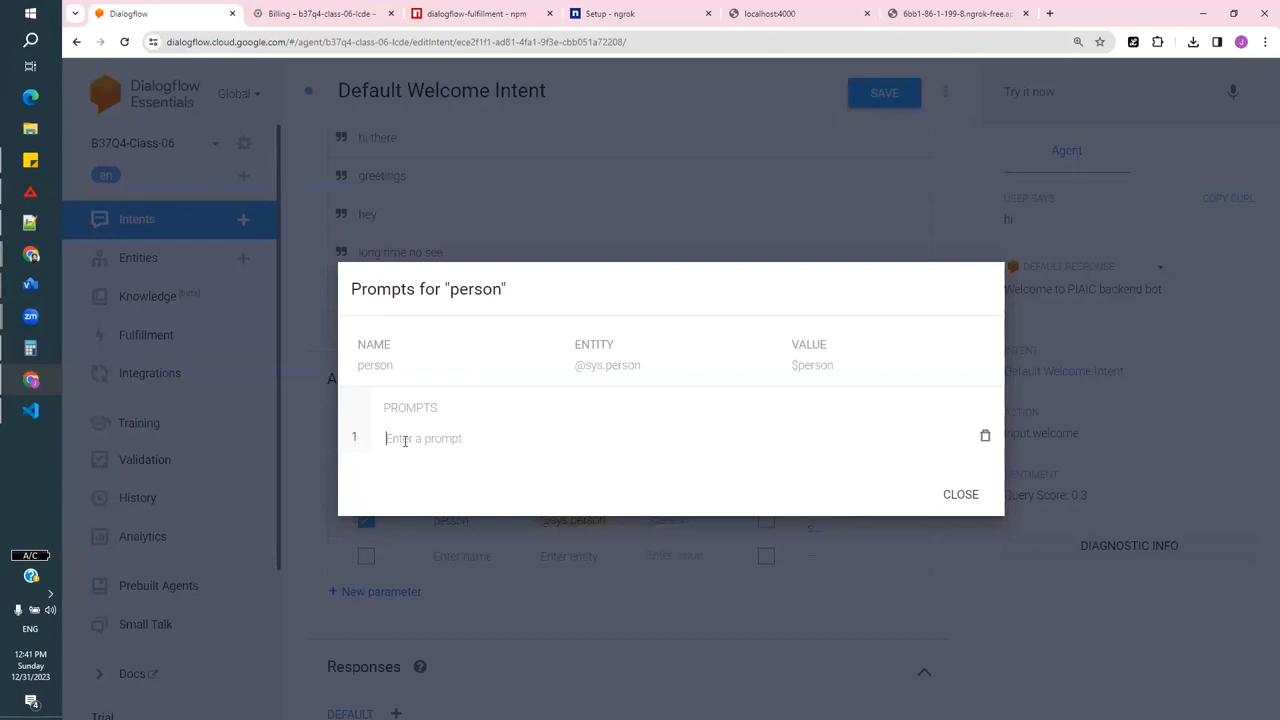 Dialogflow
Billing – b37q4-class-06-lcde –
dialogflow-fulfillment - npm
Setup - ngrok
localhost:4000
6bb1-86-1-199-8.ngrok-free.ap
dialogflow.cloud.google.com/#/agent/b37q4-class-06-lcde/editIntent/ece2f1f1-ad81-4fa1-9f3e-cbb051a72208/
J
Dialogflow
Essentials
Global
Default Welcome Intent
SAVE
Try it now
B37Q4-Class-06
en
Intents
Entities
Knowledge [beta]
Fulfillment
Integrations
Training
Validation
History
Analytics
Prebuilt Agents
Small Talk
Docs
Trial
hi there
greetings
hey
long time no see
Agent
USER SAYS
COPY CURL
hi
DEFAULT RESPONSE
Welcome to PIAIC backend bot
INTENT
Default Welcome Intent
ACTION
input.welcome
SENTIMENT
Query Score: 0.3
DIAGNOSTIC INFO
Prompts for "person"
NAME
ENTITY
VALUE
person
@sys.person
$person
PROMPTS
1
Enter a prompt
CLOSE
person
@sys.person
$person
S...
Enter name
Enter entity
Enter value
+ New parameter
Responses
DEFAULT
zm
A/C
ENG
12:41 PM
Sunday
12/31/2023
4